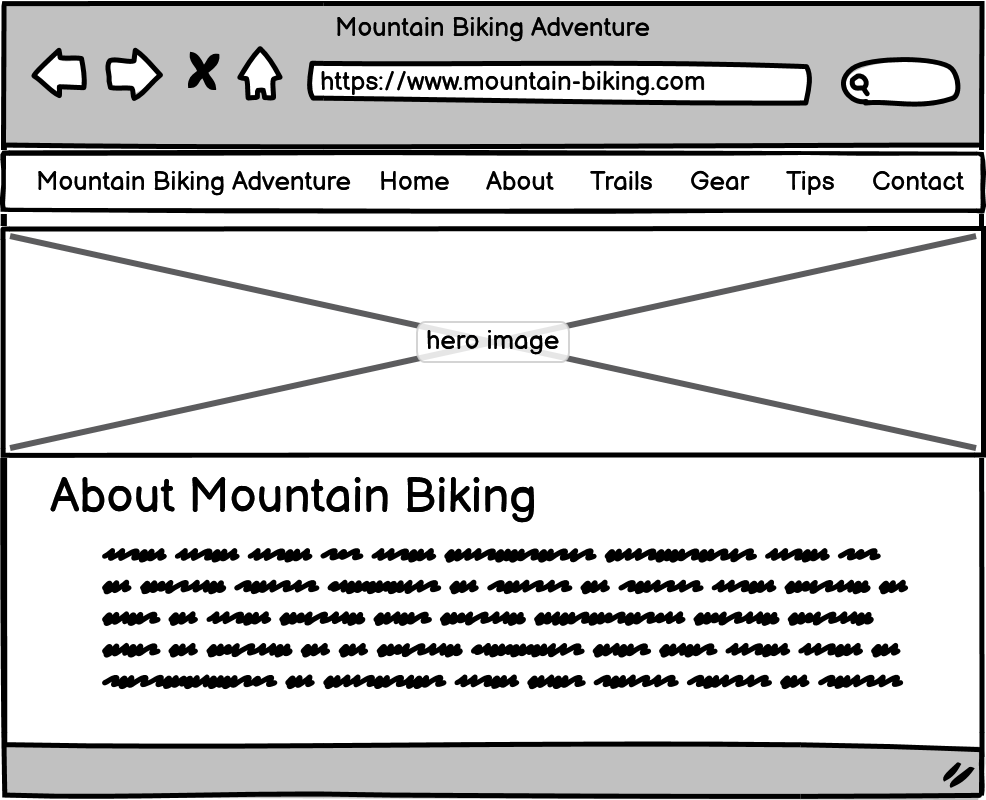 Mountain Biking Adventure
https://www.mountain-biking.com
Mountain Biking Adventure Home About Trails Gear Tips Contact
hero image
About Mountain Biking